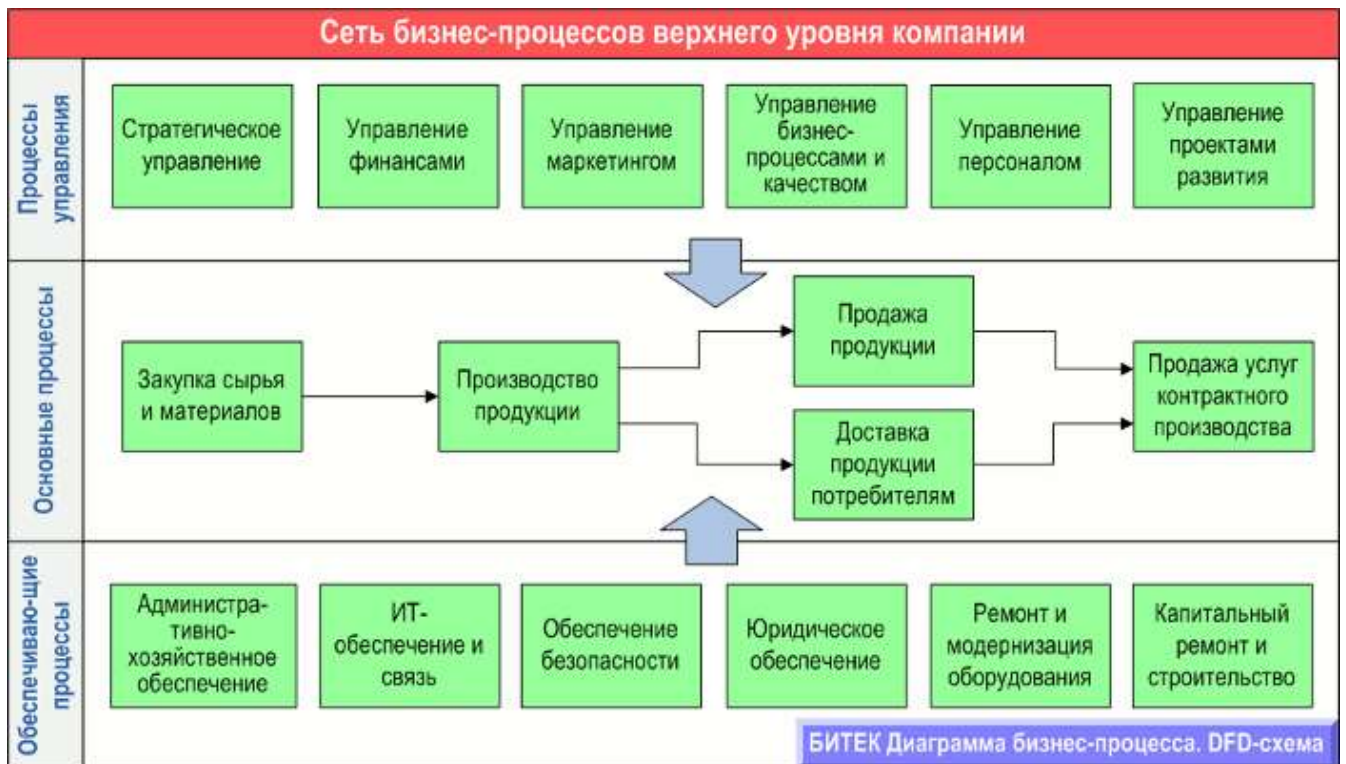 Сеть бизнес-процессов верхнего уровня компании
Процессы
управления
Стратегическое
управление
Управление
финансами
Управление
маркетингом
Управление
бизнес-
процессами и
качеством
Управление
персоналом
Управление
проектами
развития
Основные процессы
Закупка сырья
и материалов
Производство
продукции
Продажа
продукции
Доставка
продукции
потребителям
Продажа услуг
контрактного
производства
Обеспечиваю-щие
процессы
Администра-
тивно-
хозяйственное
обеспечение
ИТ-
обеспечение и
связь
Обеспечение
безопасности
Юридическое
обеспечение
Ремонт и
модернизация
оборудования
Капитальный
ремонт и
строительство
БИТЕК Диаграмма бизнес-процесса. DFD-схема